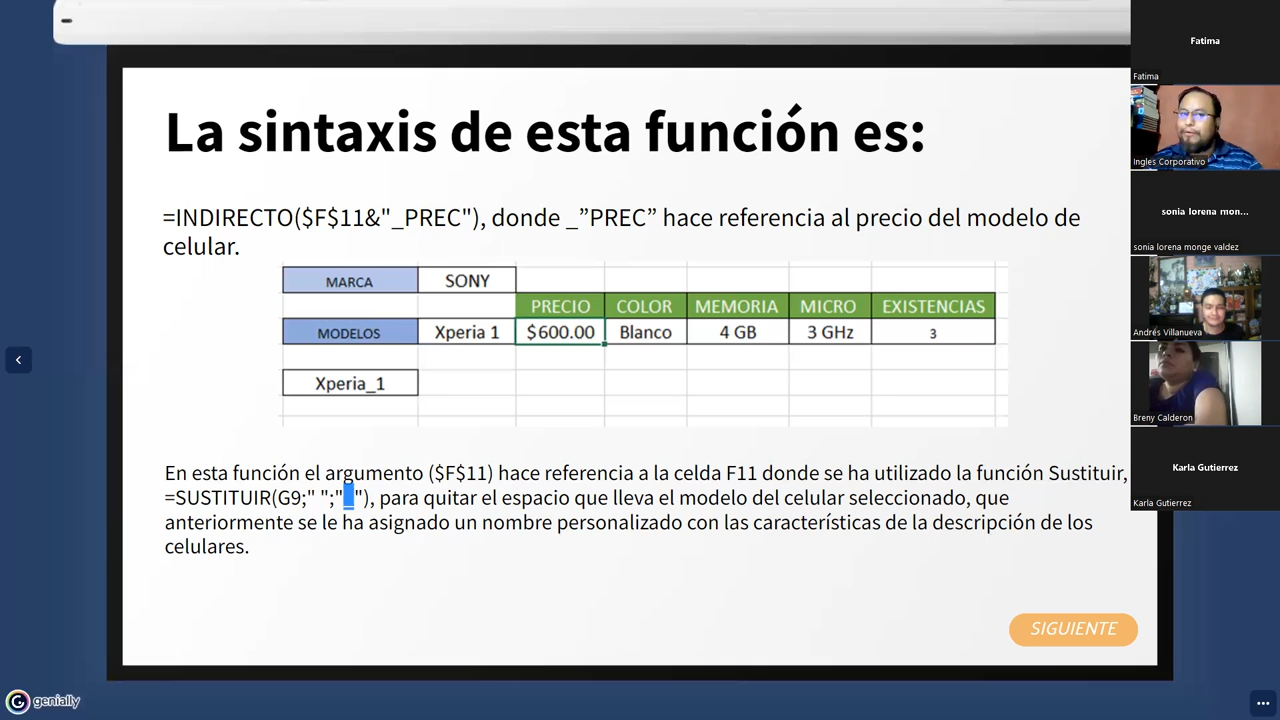 La sintaxis de esta función es:
=INDIRECTO($F$11&"_PREC"), donde _”PREC” hace referencia al precio del modelo de
celular.
MARCA SONY
PRECIO COLOR MEMORIA MICRO EXISTENCIAS
MODELOS Xperia 1 $600.00 Blanco 4 GB 3 GHz 3
Xperia_1
En esta función el argumento ($F$11) hace referencia a la celda F11 donde se ha utilizado la función Sustituir,
=SUSTITUIR(G9;" ";"_"), para quitar el espacio que lleva el modelo del celular seleccionado, que
anteriormente se le ha asignado un nombre personalizado con las características de la descripción de los
celulares.
SIGUIENTE
genially
Fatima
Fatima
Ingles Corporativo
sonia lorena mon...
sonia lorena monge valdez
Andrés Villanueva
Breny Calderon
Karla Gutierrez
Karla Gutierrez